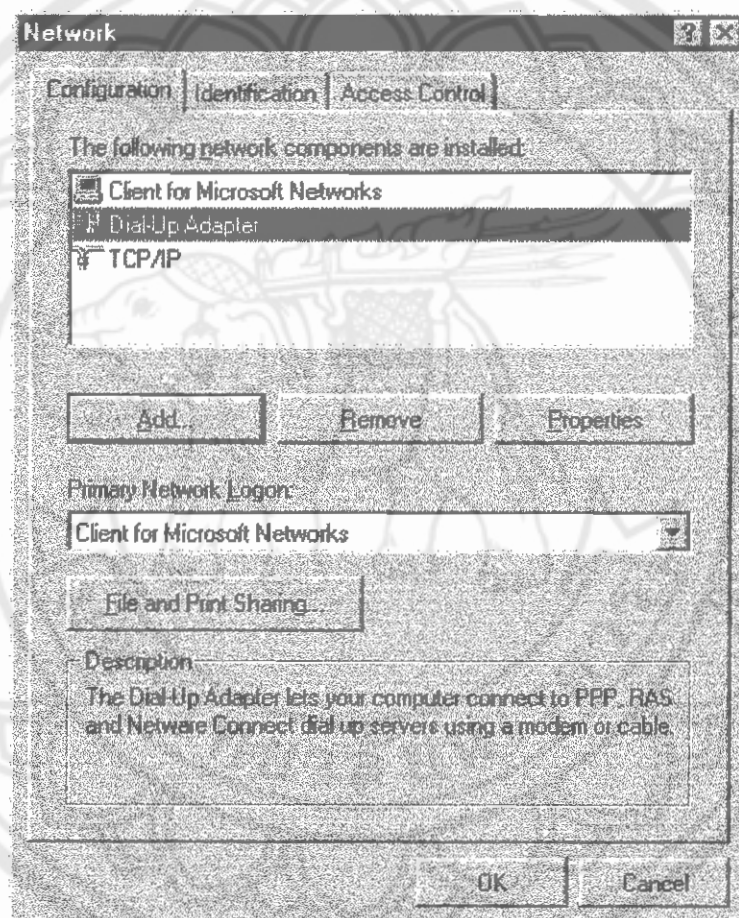 Network
Configuration Identification Access Control
The following network components are installed:
Client for Microsoft Networks
Dial-Up Adapter
TCP/IP
Add... Remove Properties
Primary Network Logon:
Client for Microsoft Networks
File and Print Sharing...
Description
The Dial-Up Adapter lets your computer connect to PPP, RAS
and Netware Connect dial up servers using a modem or cable.
OK Cancel